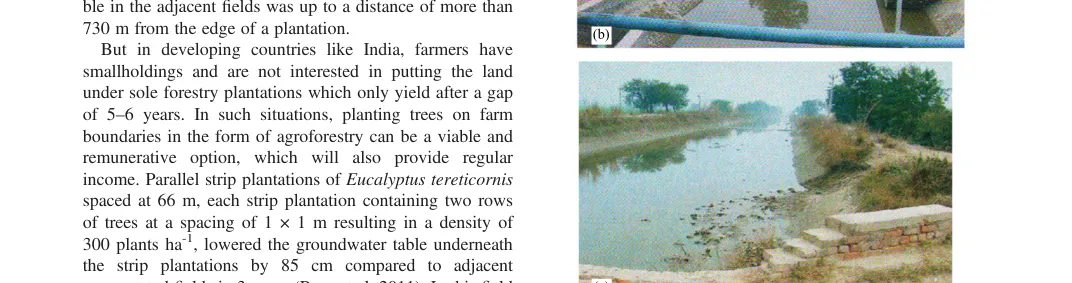 ble in the adjacent fields was up to a distance of more than
730 m from the edge of a plantation.
But in developing countries like India, farmers have
smallholdings and are not interested in putting the land
under sole forestry plantations which only yield after a gap
of 5–6 years. In such situations, planting trees on farm
boundaries in the form of agroforestry can be a viable and
remunerative option, which will also provide regular
income. Parallel strip plantations of Eucalyptus tereticornis
spaced at 66 m, each strip plantation containing two rows
of trees at a spacing of 1 × 1 m resulting in a density of
300 plants ha-1, lowered the groundwater table underneath
the strip plantations by 85 cm compared to adjacent
(b)